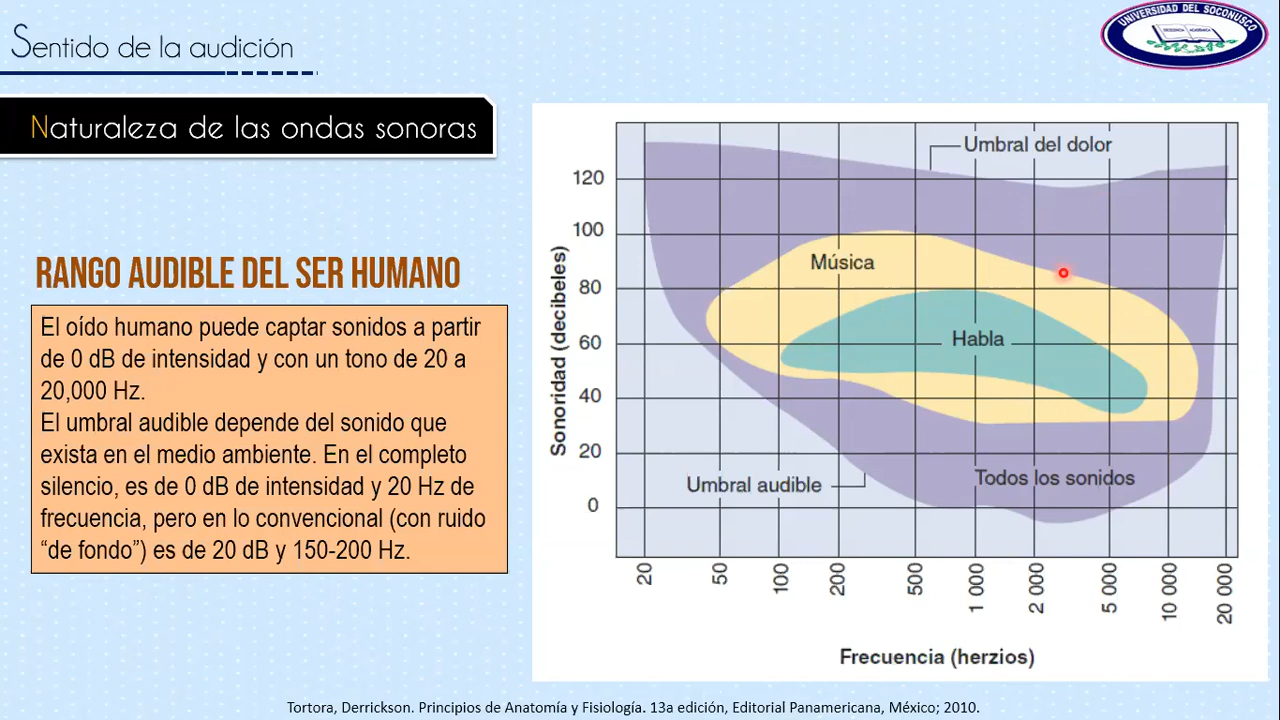 Sentido de la audición
UNIVERSIDAD DEL SOCONUSCO
Naturaleza de las ondas sonoras
RANGO AUDIBLE DEL SER HUMANO
El oído humano puede captar sonidos a partir
de 0 dB de intensidad y con un tono de 20 a
20,000 Hz.
El umbral audible depende del sonido que
exista en el medio ambiente. En el completo
silencio, es de 0 dB de intensidad y 20 Hz de
frecuencia, pero en lo convencional (con ruido
“de fondo”) es de 20 dB y 150-200 Hz.
Sonoridad (decibeles)
120
100
80
60
40
20
0
Umbral del dolor
Música
Habla
Umbral audible
Todos los sonidos
20
50
100
200
500
1 000
2 000
5 000
10 000
20 000
Frecuencia (herzios)
Tortora, Derrickson. Principios de Anatomía y Fisiología. 13a edición, Editorial Panamericana, México; 2010.